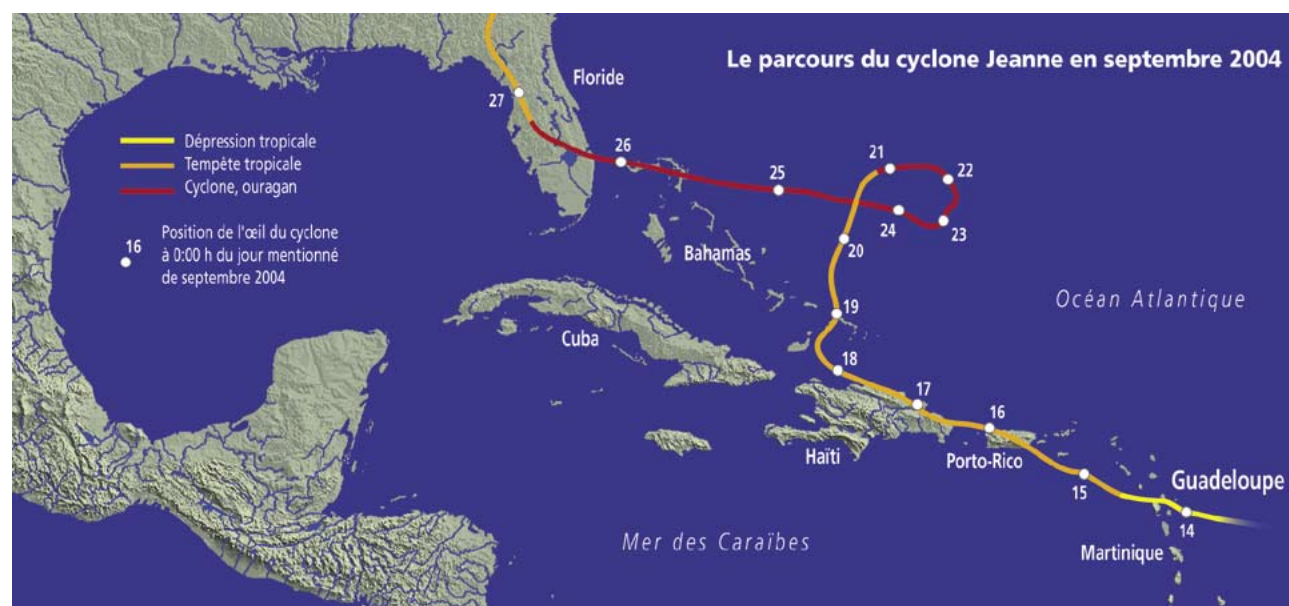 Le parcours du cyclone Jeanne en septembre 2004
Floride
27
Dépression tropicale
Tempête tropicale
Cyclone, ouragan
26
25
21
22
24
23
16
Position de l'œil du cyclone
à 0:00 h du jour mentionné
de septembre 2004
20
Bahamas
Océan Atlantique
19
Cuba
18
17
16
Haïti
Porto-Rico
15
Guadeloupe
14
Mer des Caraïbes
Martinique